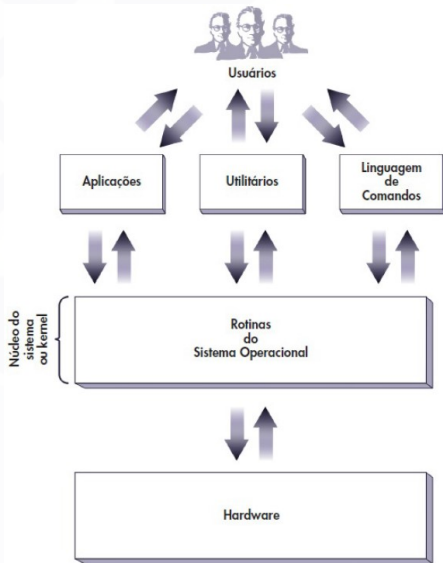 Usuários
Aplicações
Utilitários
Linguagem
de
Comandos
Núcleo do
sistema
ou kernel
Rotinas
do
Sistema Operacional
Hardware